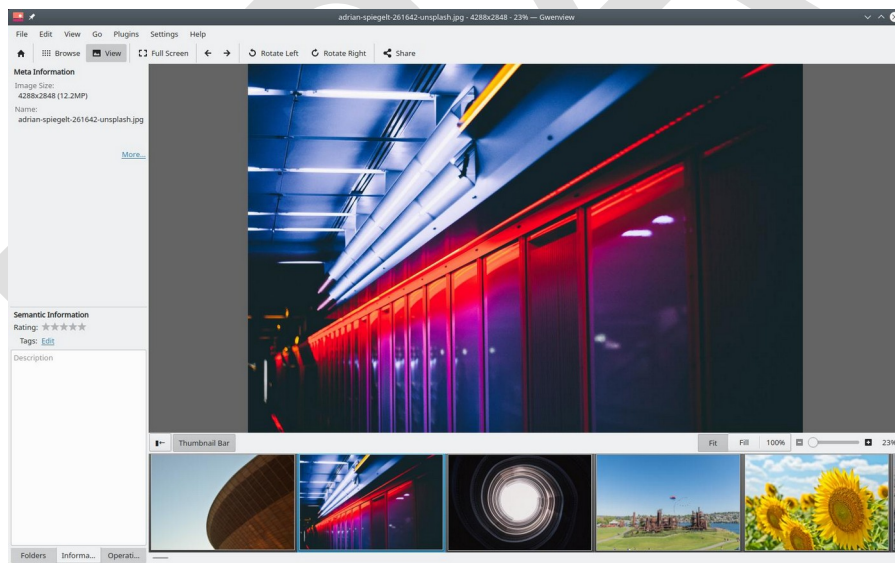 adrian-spiegelt-261642-unsplash.jpg - 4288x2848 - 23% — Gwenview
File Edit View Go Plugins Settings Help
Browse View Full Screen Rotate Left Rotate Right Share
Meta Information
Image Size:
4288x2848 (12.2MP)
Name:
adrian-spiegelt-261642-unsplash.jpg
More...
Semantic Information
Rating:
Tags: Edit
Description
Thumbnail Bar Fit Fill 100% 23%
Folders Informa... Operati...